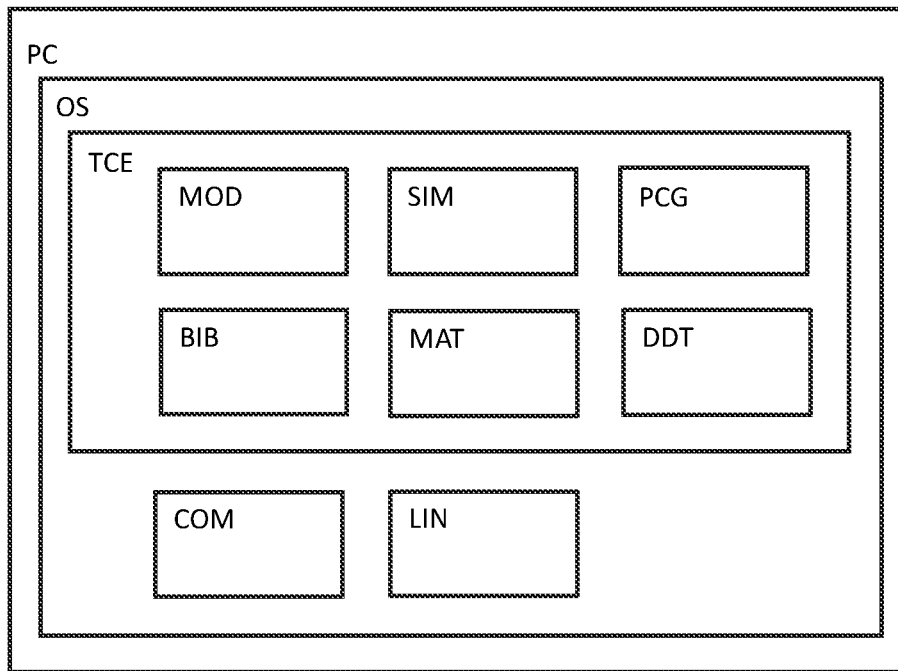 PC
OS
TCE
MOD
SIM
PCG
BIB
MAT
DDT
COM
LIN